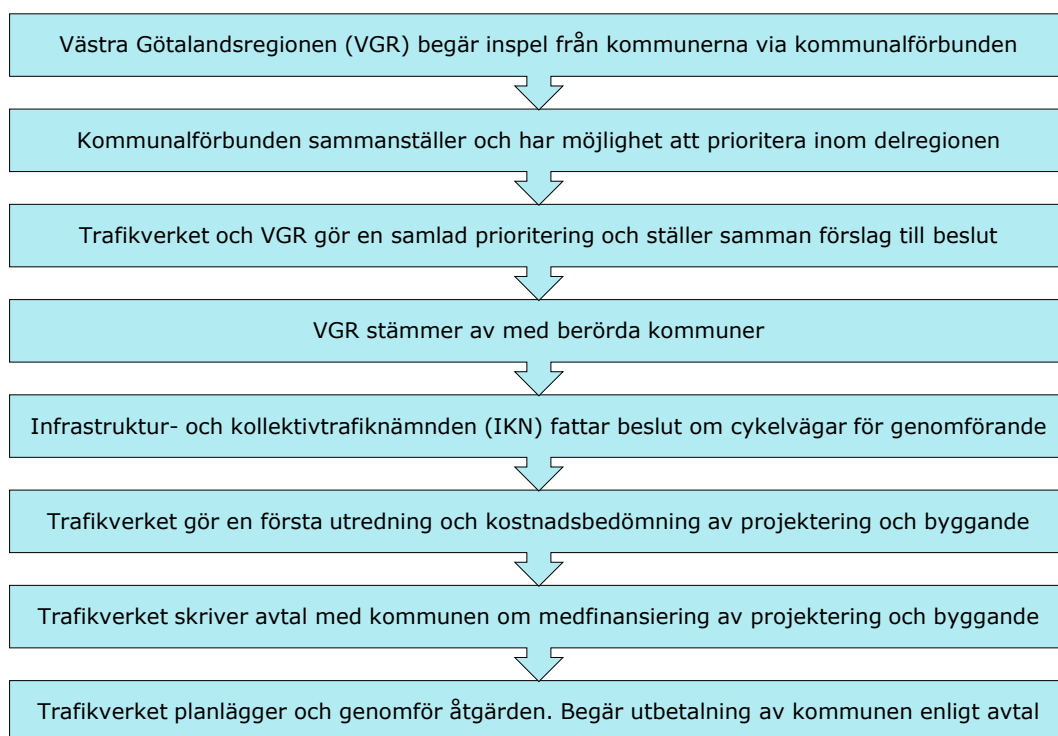 Västra Götalandsregionen (VGR) begär inspel från kommunerna via kommunalförbunden
Kommunalförbunden sammanställer och har möjlighet att prioritera inom delregionen
Trafikverket och VGR gör en samlad prioritering och ställer samman förslag till beslut
VGR stämmer av med berörda kommuner
Infrastruktur- och kollektivtrafiknämnden (IKN) fattar beslut om cykelvägar för genomförande
Trafikverket gör en första utredning och kostnadsbedömning av projektering och byggande
Trafikverket skriver avtal med kommunen om medfinansiering av projektering och byggande
Trafikverket planlägger och genomför åtgärden. Begär utbetalning av kommunen enligt avtal